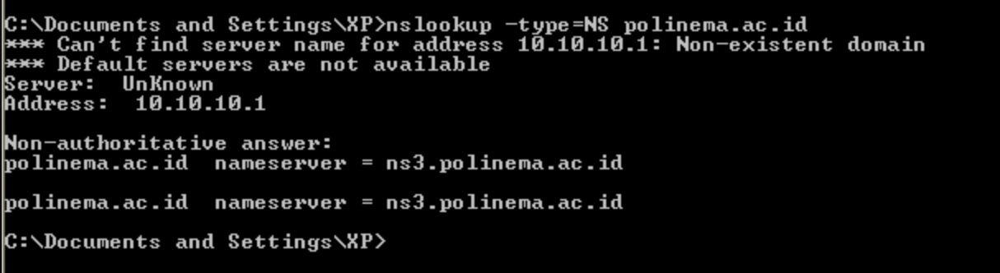 C:\Documents and Settings\XP>nslookup -type=NS polinema.ac.id
*** Can't find server name for address 10.10.10.1: Non-existent domain
*** Default servers are not available
Server:  UnKnown
Address:  10.10.10.1

Non-authoritative answer:
polinema.ac.id  nameserver = ns3.polinema.ac.id

polinema.ac.id  nameserver = ns3.polinema.ac.id

C:\Documents and Settings\XP>